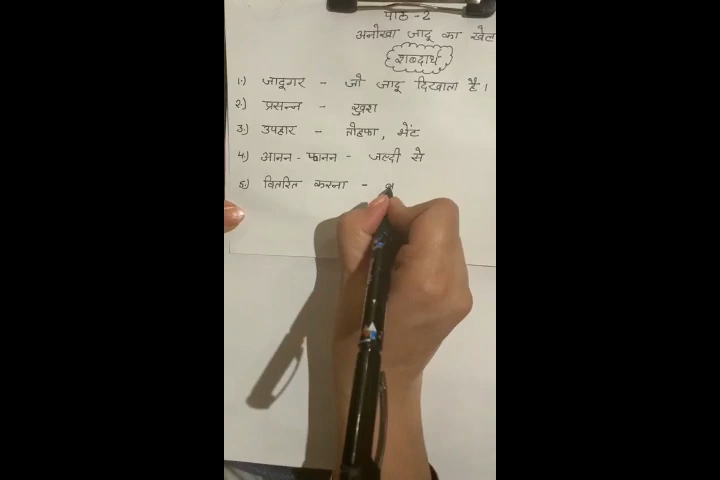 पाठ -2
अनोखा जादू का खेल
शब्दार्थ
1.) जादूगर - जो जादू दिखाता है।
2.) प्रसन्न - खुश
3.) उपहार - तोहफा, भेंट
4.) आनन-फानन - जल्दी से
5.) वितरित करना -